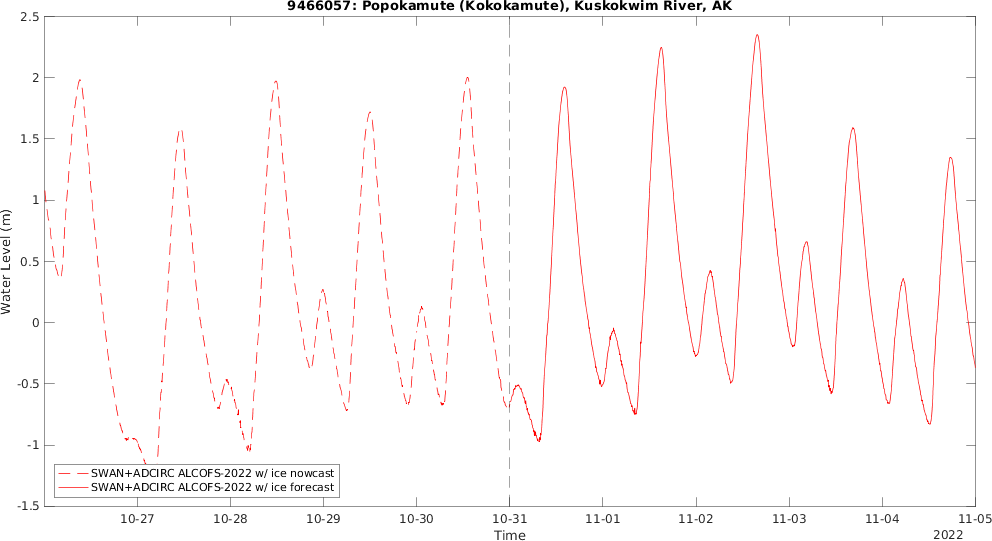 9466057: Popokamute (Kokokamute), Kuskokwim River, AK
2.5
2
1.5
1
0.5
0
-0.5
-1
-1.5
Water Level (m)
SWAN+ADCIRC ALCOFS-2022 w/ ice nowcast
SWAN+ADCIRC ALCOFS-2022 w/ ice forecast
10-27 10-28 10-29 10-30 10-31 11-01 11-02 11-03 11-04 11-05
Time
2022